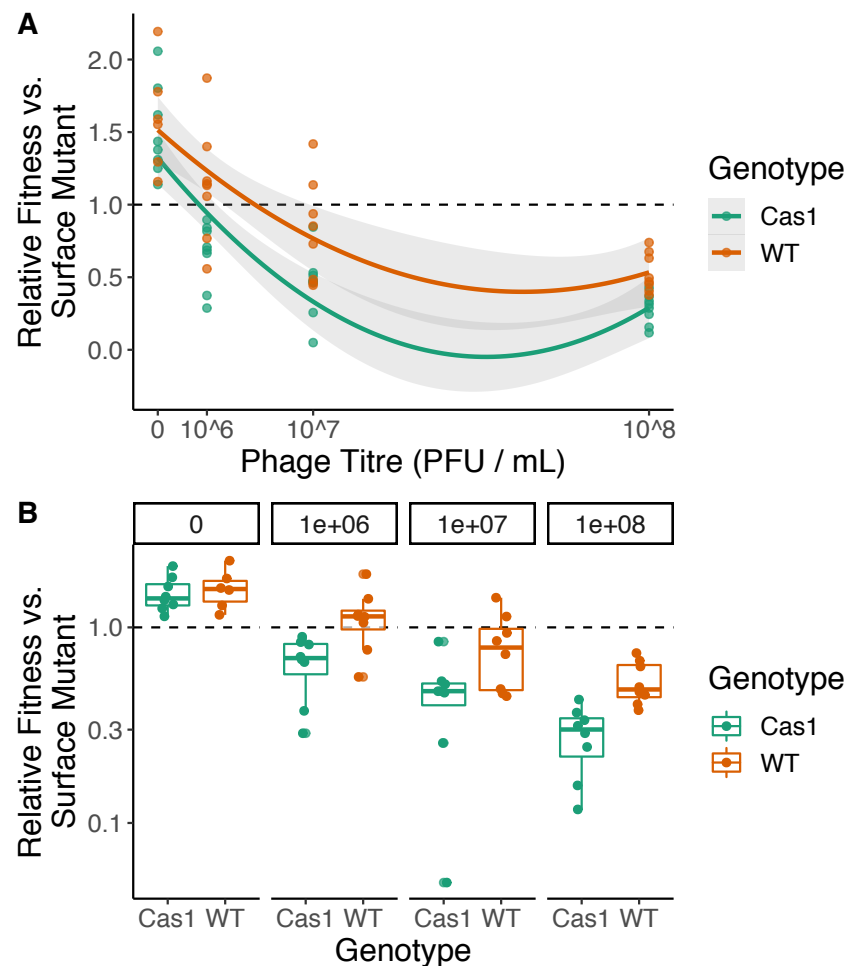 A
Relative Fitness vs.
Surface Mutant
2.0
1.5
1.0
0.5
0.0
0 10^6 10^7 10^8
Phage Titre (PFU / mL)
Genotype
Cas1
WT
B
0 1e+06 1e+07 1e+08
Relative Fitness vs.
Surface Mutant
1.0
0.3
0.1
Cas1 WT Cas1 WT Cas1 WT Cas1 WT
Genotype
Genotype
Cas1
WT